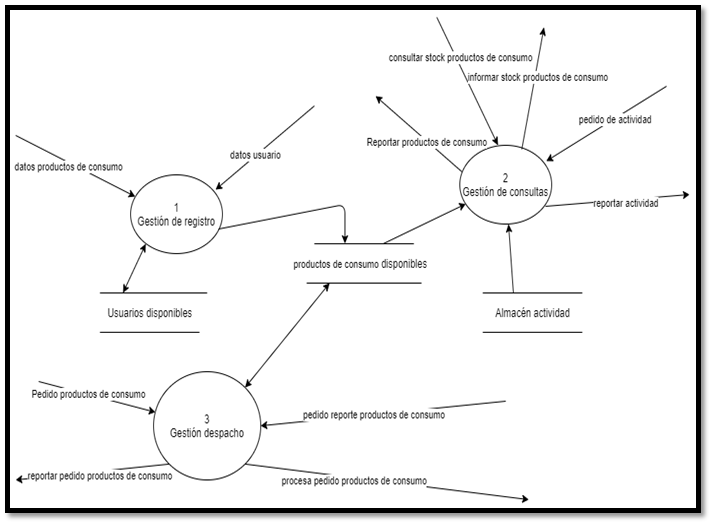 consultar stock productos de consumo
informar stock productos de consumo
pedido de actividad
Reportar productos de consumo
datos usuario
datos productos de consumo
2
Gestión de consultas
reportar actividad
1
Gestión de registro
productos de consumo disponibles
Usuarios disponibles
Almacén actividad
Pedido productos de consumo
3
Gestión despacho
pedido reporte productos de consumo
reportar pedido productos de consumo
procesa pedido productos de consumo